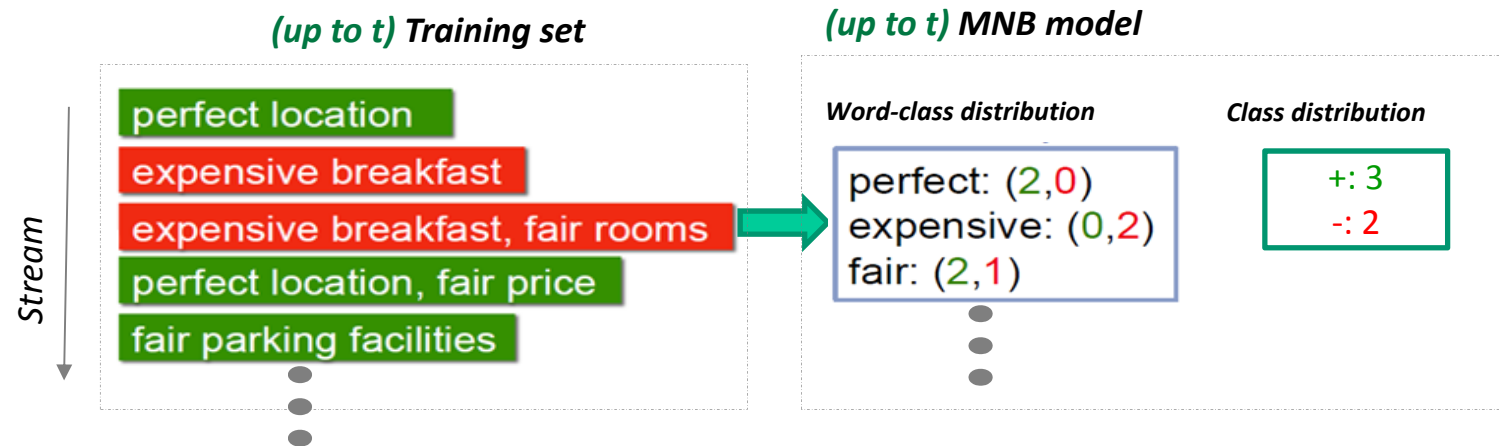 (up to t) Training set
(up to t) MNB model
Stream
perfect location
expensive breakfast
expensive breakfast, fair rooms
perfect location, fair price
fair parking facilities
Word-class distribution
perfect: (2,0)
expensive: (0,2)
fair: (2,1)
Class distribution
+: 3
-: 2